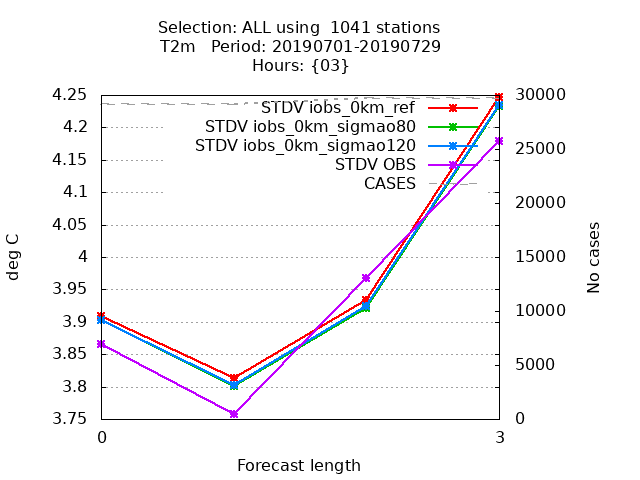 Selection: ALL using  1041 stations
T2m   Period: 20190701-20190729
Hours: {03}
4.25
4.2
4.15
4.1
4.05
4
3.95
3.9
3.85
3.8
3.75
deg C
STDV iobs_0km_ref
STDV iobs_0km_sigmao80
STDV iobs_0km_sigmao120
STDV OBS
CASES
30000
25000
20000
15000
10000
5000
0
No cases
0
3
Forecast length